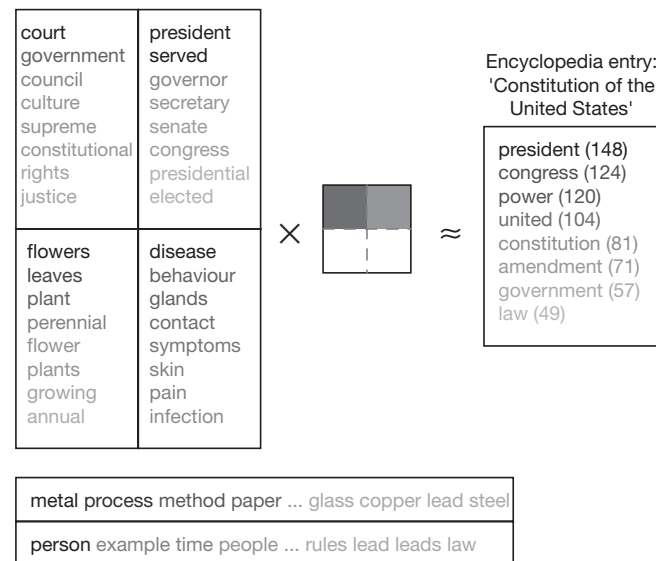 court
government
council
culture
supreme
constitutional
rights
justice
president
served
governor
secretary
senate
congress
presidential
elected
flowers
leaves
plant
perennial
flower
plants
growing
annual
disease
behaviour
glands
contact
symptoms
skin
pain
infection
×
≈
Encyclopedia entry:
'Constitution of the
United States'
president (148)
congress (124)
power (120)
united (104)
constitution (81)
amendment (71)
government (57)
law (49)
metal process method paper ... glass copper lead steel
person example time people ... rules lead leads law